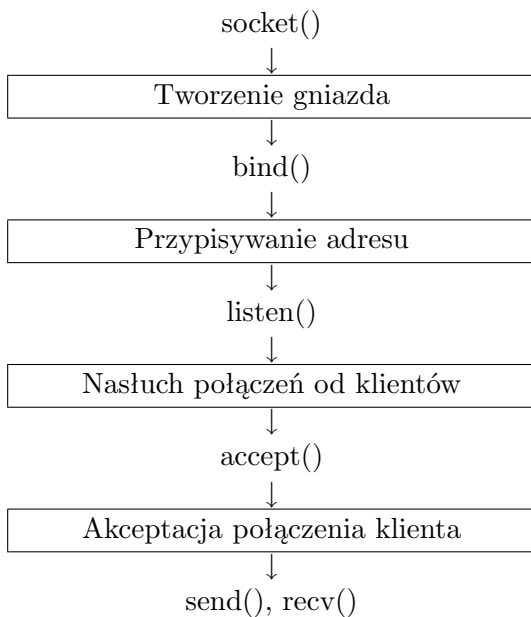 socket()
Tworzenie gniazda
bind()
Przypisywanie adresu
listen()
Nasłuch połączeń od klientów
accept()
Akceptacja połączenia klienta
send(), recv()